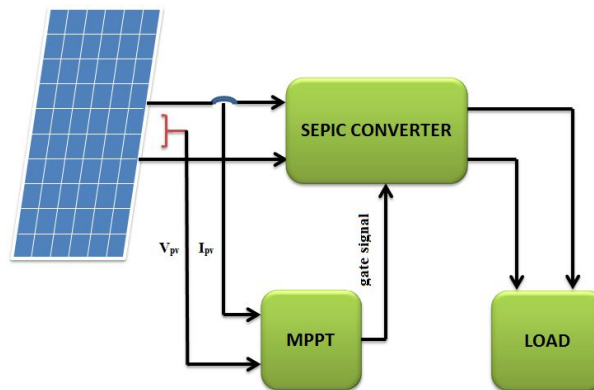 SEPIC CONVERTER
Vpv
Ipv
gate signal
MPPT
LOAD